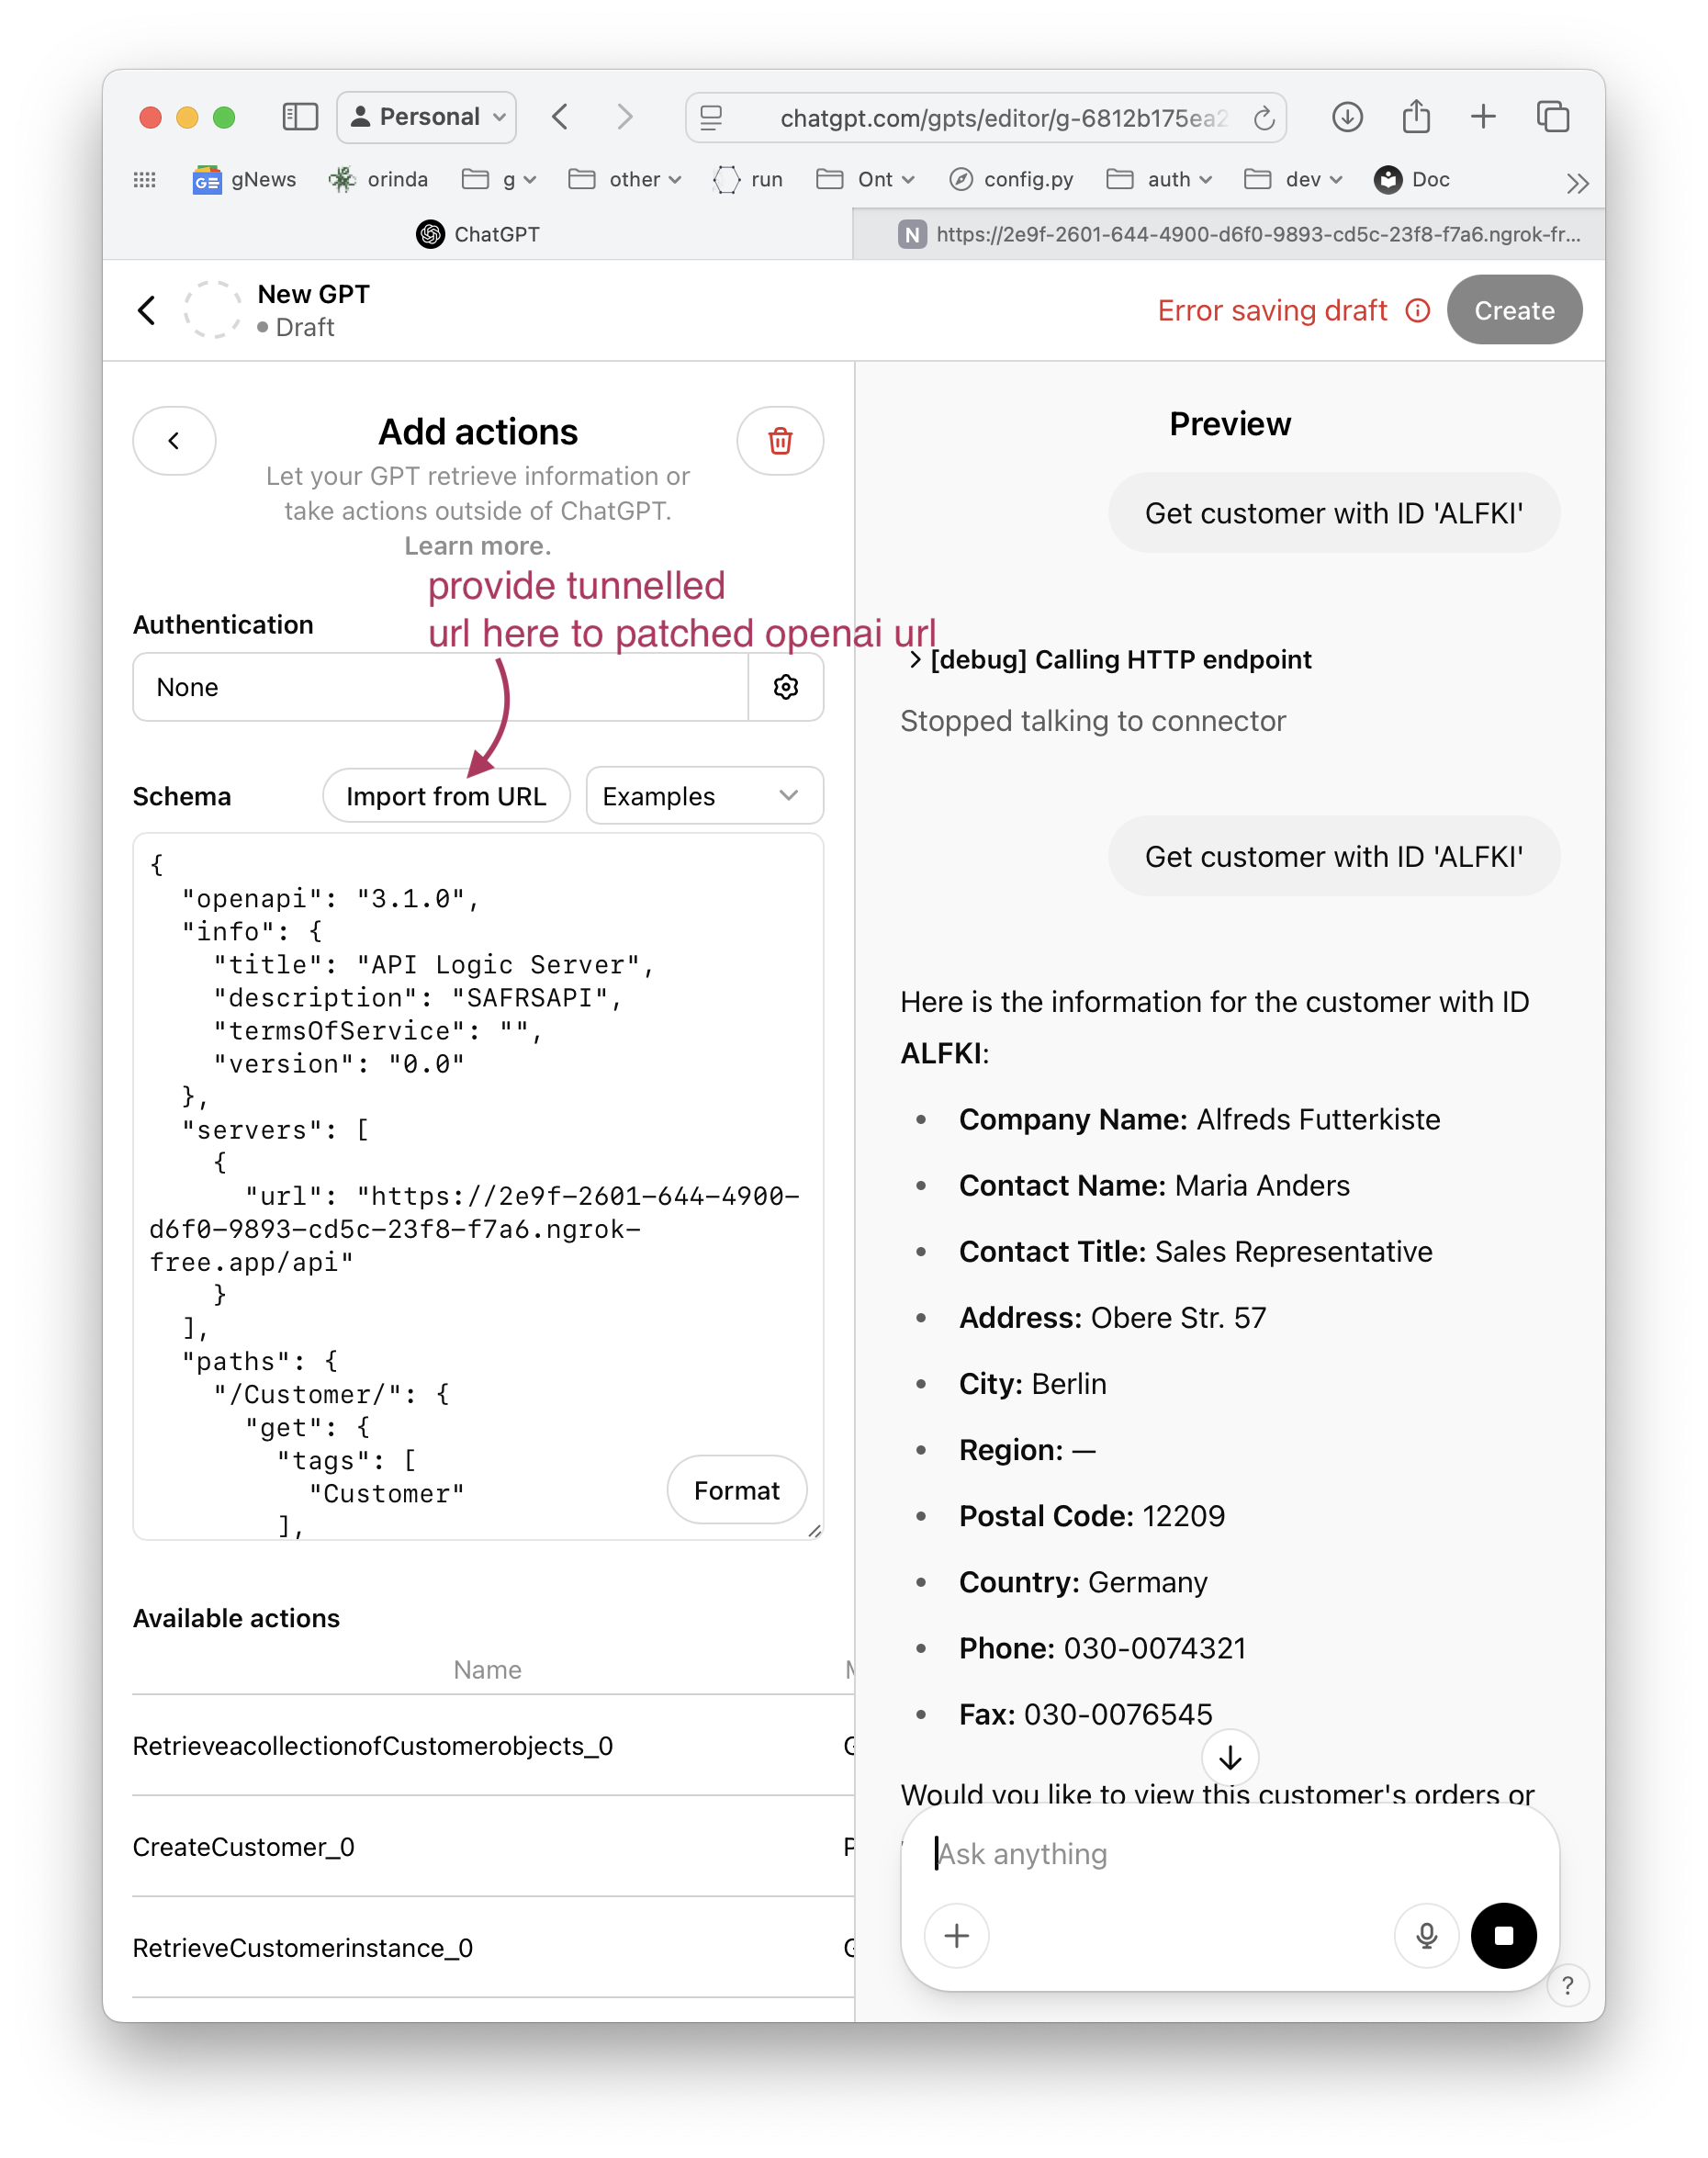 Personal
chatgpt.com/gpts/editor/g-6812b175ea2
gNews
orinda
g
other
run
Ont
config.py
auth
dev
Doc
ChatGPT
N https://2e9f-2601-644-4900-d6f0-9893-cd5c-23f8-f7a6.ngrok-fr...
New GPT
Draft
Error saving draft
Create
Add actions
Let your GPT retrieve information or
take actions outside of ChatGPT.
Learn more.
provide tunnelled
url here to patched openai url
Authentication
None
Schema
Import from URL
Examples
{
"openapi": "3.1.0",
"info": {
"title": "API Logic Server",
"description": "SAFRSAPI",
"termsOfService": "",
"version": "0.0"
},
"servers": [
{
"url": "https://2e9f-2601-644-4900-
d6f0-9893-cd5c-23f8-f7a6.ngrok-
free.app/api"
}
],
"paths": {
"/Customer/": {
"get": {
"tags": [
"Customer"
],
Format
Available actions
Name
RetrieveacollectionofCustomerobjects_0
CreateCustomer_0
RetrieveCustomerinstance_0
Preview
Get customer with ID 'ALFKI'
[debug] Calling HTTP endpoint
Stopped talking to connector
Get customer with ID 'ALFKI'
Here is the information for the customer with ID
ALFKI:
• Company Name: Alfreds Futterkiste
• Contact Name: Maria Anders
• Contact Title: Sales Representative
• Address: Obere Str. 57
• City: Berlin
• Region: —
• Postal Code: 12209
• Country: Germany
• Phone: 030-0074321
• Fax: 030-0076545
Would you like to view this customer's orders or
Ask anything
?